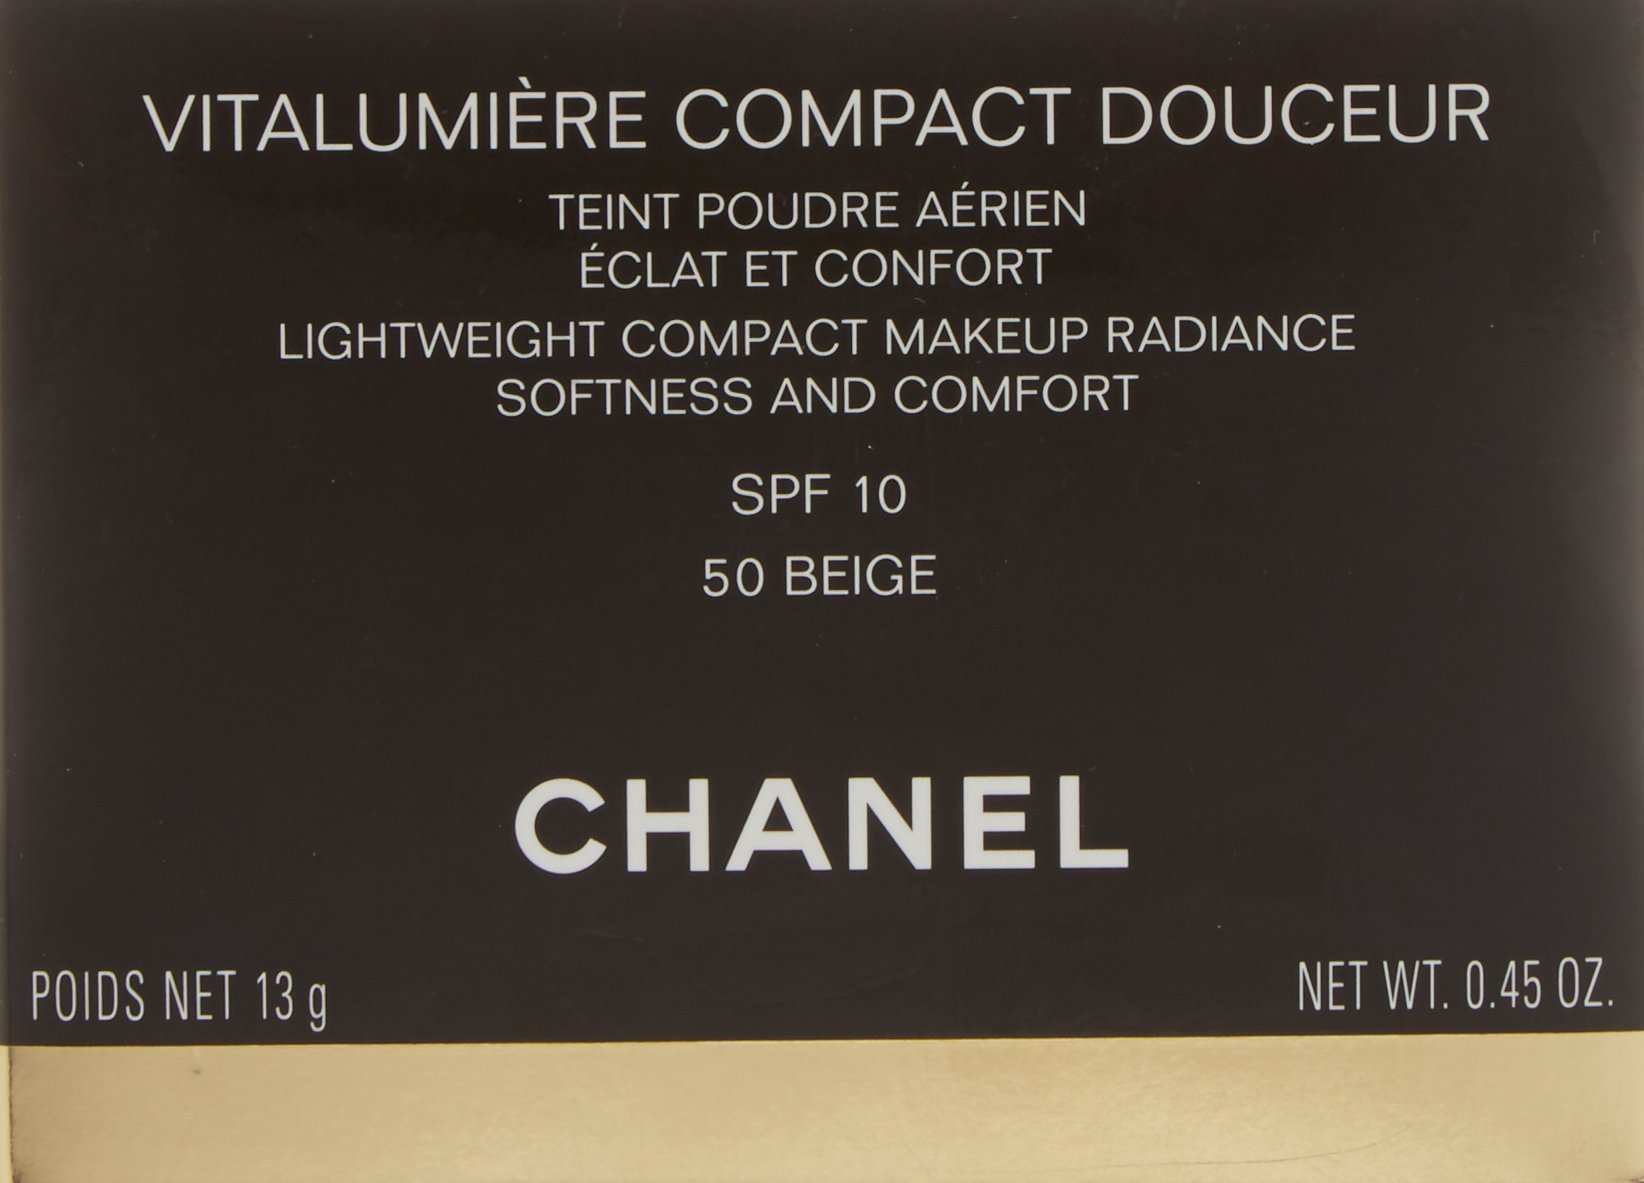 VITALUMIÈRE COMPACT DOUCEUR
TEINT POUDRE AÉRIEN
ÉCLAT ET CONFORT
LIGHTWEIGHT COMPACT MAKEUP RADIANCE
SOFTNESS AND COMFORT
SPF 10
50 BEIGE
CHANEL
POIDS NET 13 g
NET WT. 0.45 OZ.